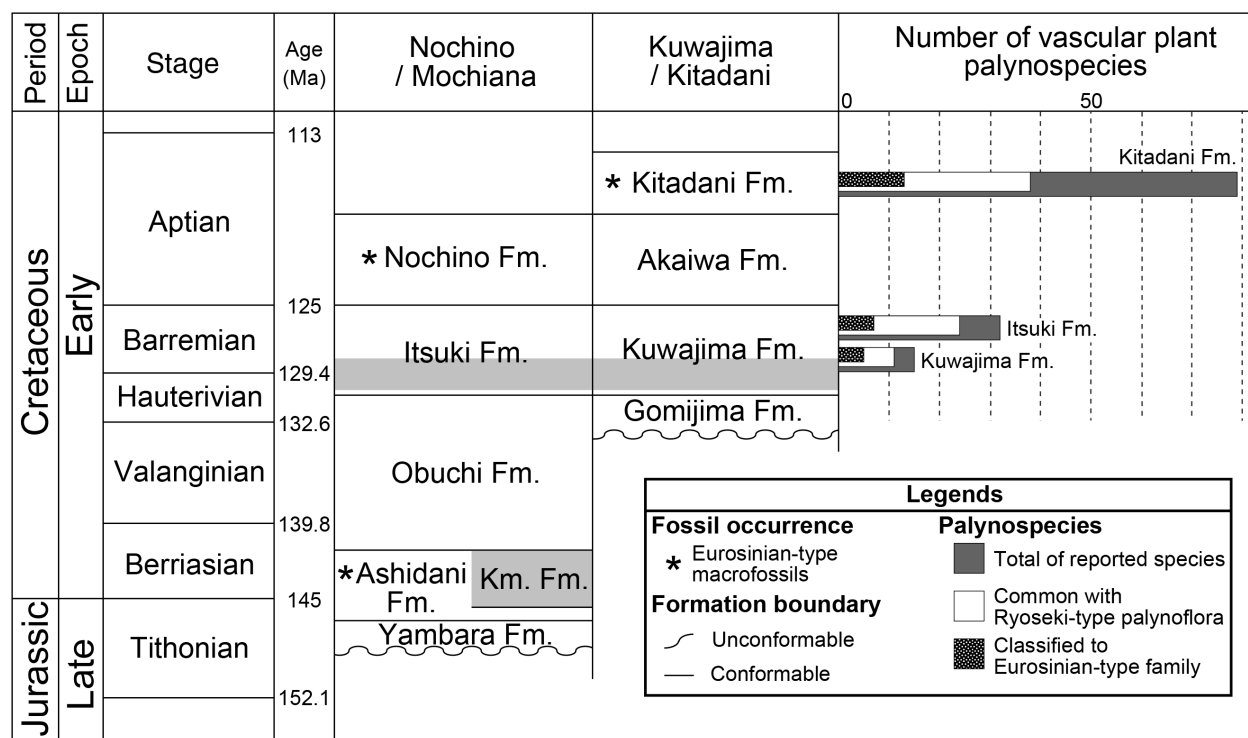 Period
Epoch
Stage
Age
(Ma)
Nochino
/ Mochiana
Kuwajima
/ Kitadani
Number of vascular plant
palynospecies
0
50
Cretaceous
Jurassic
Early
Late
Aptian
Barremian
Hauterivian
Valanginian
Berriasian
Tithonian
113
125
129.4
132.6
139.8
145
152.1
* Nochino Fm.
Itsuki Fm.
Obuchi Fm.
* Ashidani
Fm.
Km. Fm.
Yambara Fm.
* Kitadani Fm.
Akaiwa Fm.
Kuwajima Fm.
Gomijima Fm.
Kitadani Fm.
Itsuki Fm.
Kuwajima Fm.
Legends
Fossil occurrence
* Eurosinian-type
macrofossils
Formation boundary
Unconformable
Conformable
Palynospecies
Total of reported species
Common with
Ryoseki-type palynoflora
Classified to
Eurosinian-type family